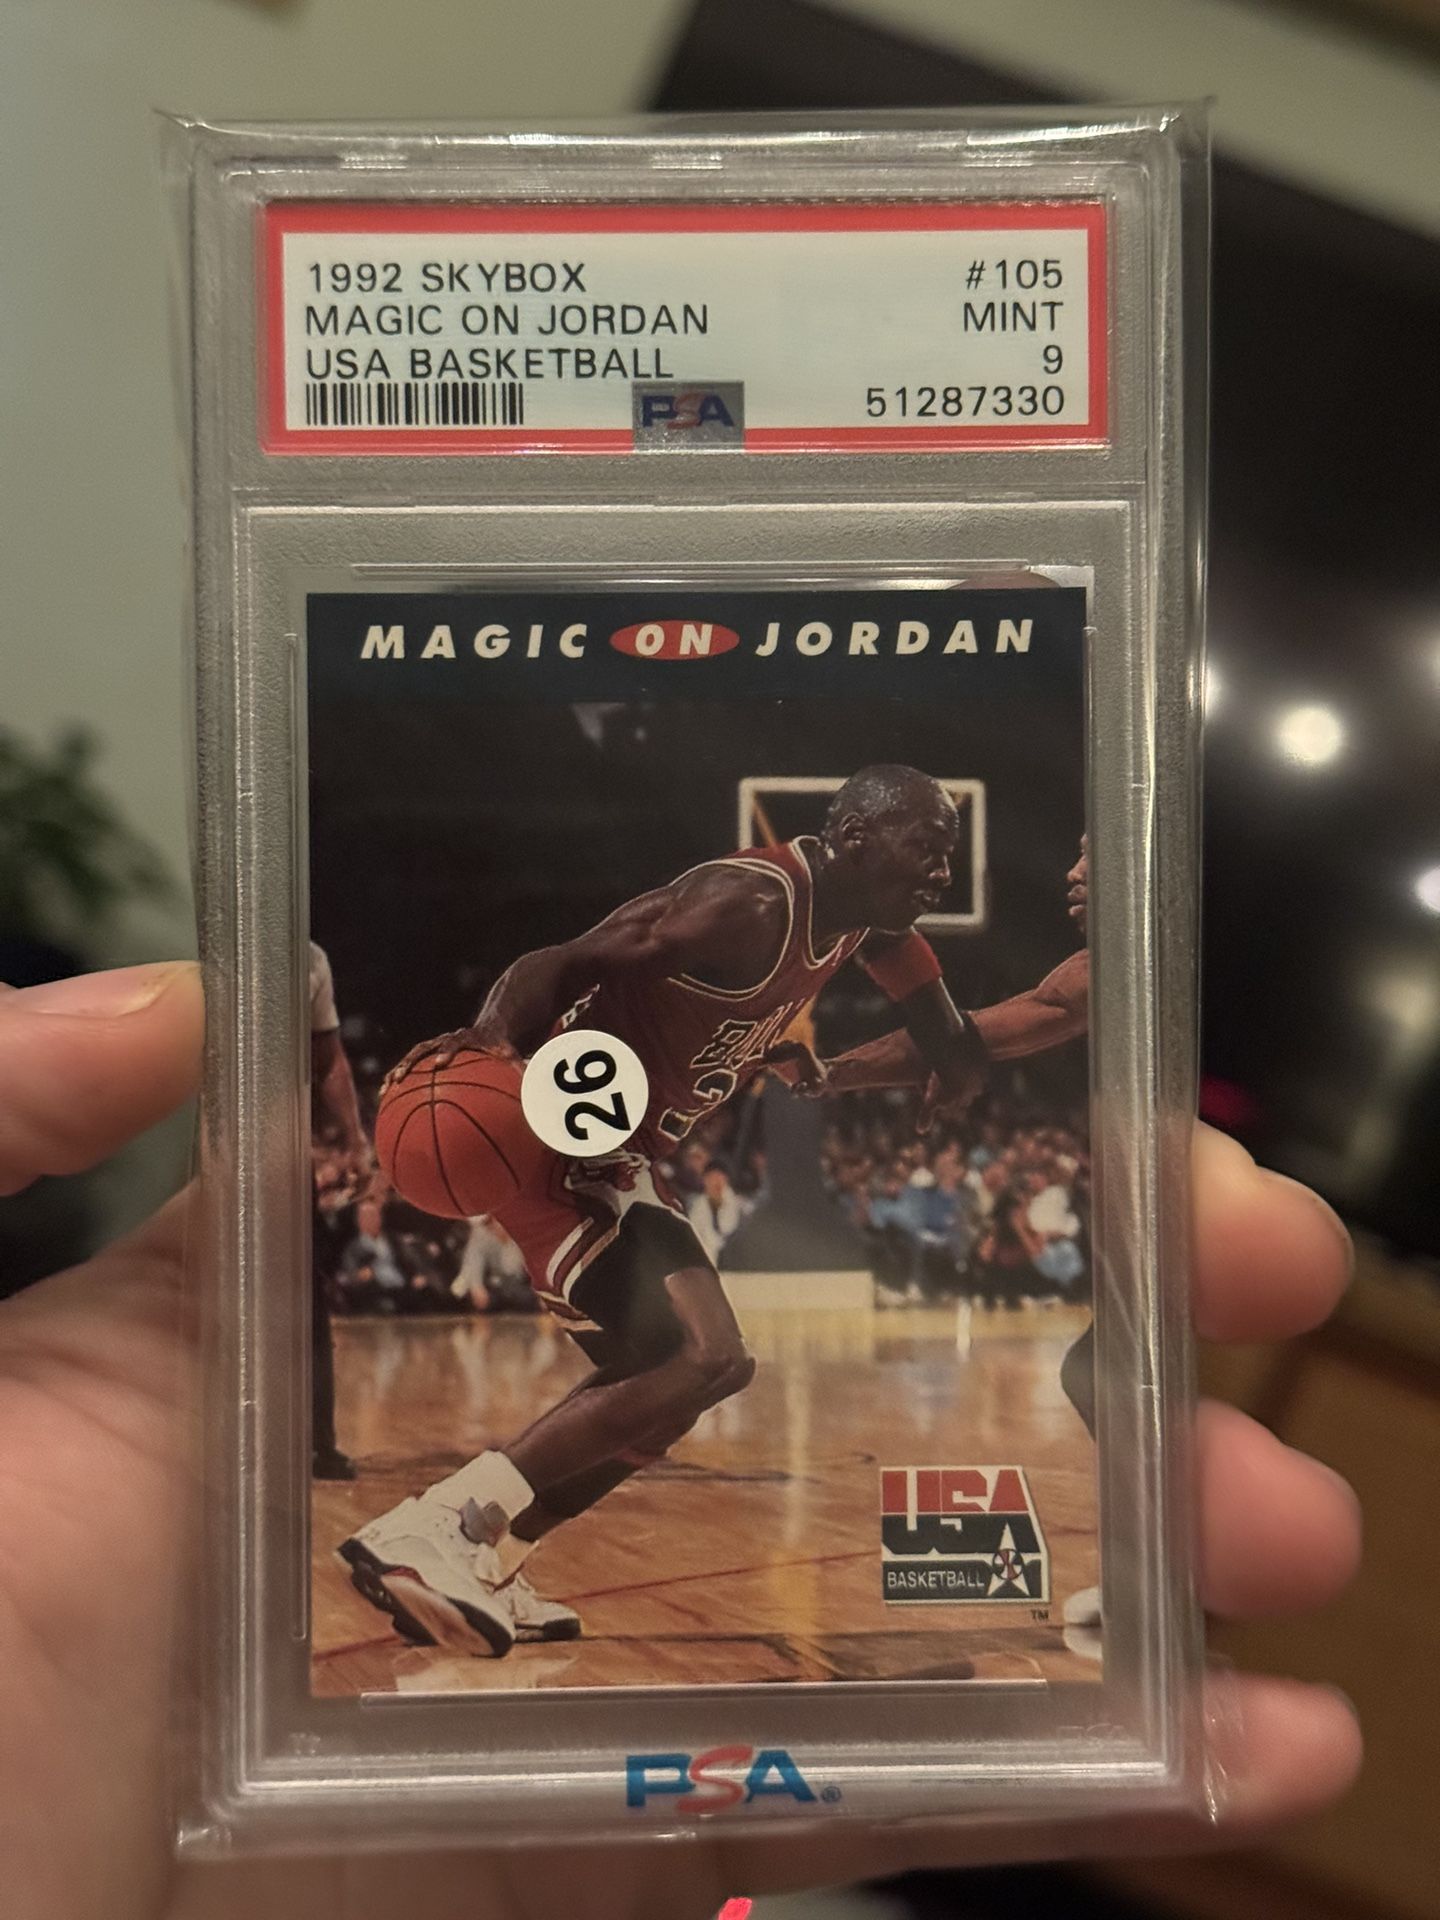 1992 SKYBOX #105
MAGIC ON JORDAN MINT
USA BASKETBALL 9
PSA 51287330
MAGIC ON JORDAN
26
USA
BASKETBALL
TM
PSA®